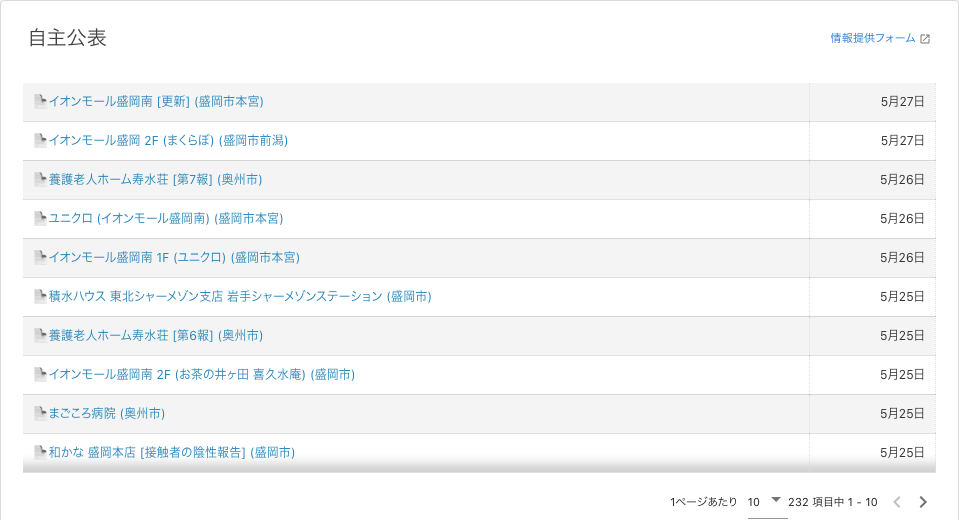 自主公表
情報提供フォーム
イオンモール盛岡南 [更新] (盛岡市本宮) 5月27日
イオンモール盛岡 2F (まくらぼ) (盛岡市前潟) 5月27日
養護老人ホーム寿水荘 [第7報] (奥州市) 5月26日
ユニクロ (イオンモール盛岡南) (盛岡市本宮) 5月26日
イオンモール盛岡南 1F (ユニクロ) (盛岡市本宮) 5月26日
積水ハウス 東北シャーメゾン支店 岩手シャーメゾンステーション (盛岡市) 5月25日
養護老人ホーム寿水荘 [第6報] (奥州市) 5月25日
イオンモール盛岡南 2F (お茶の井ヶ田 喜久水庵) (盛岡市) 5月25日
まごころ病院 (奥州市) 5月25日
和かな 盛岡本店 [接触者の陰性報告] (盛岡市) 5月25日
1ページあたり 10 232 項目中 1 - 10